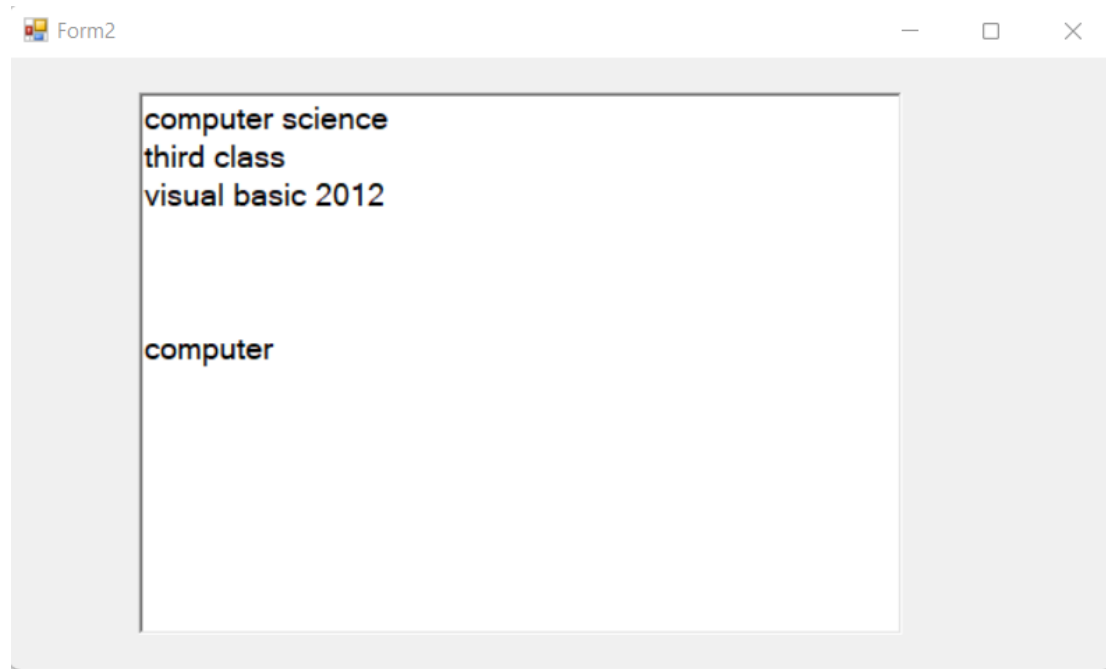 Form2
computer science
third class
visual basic 2012
computer